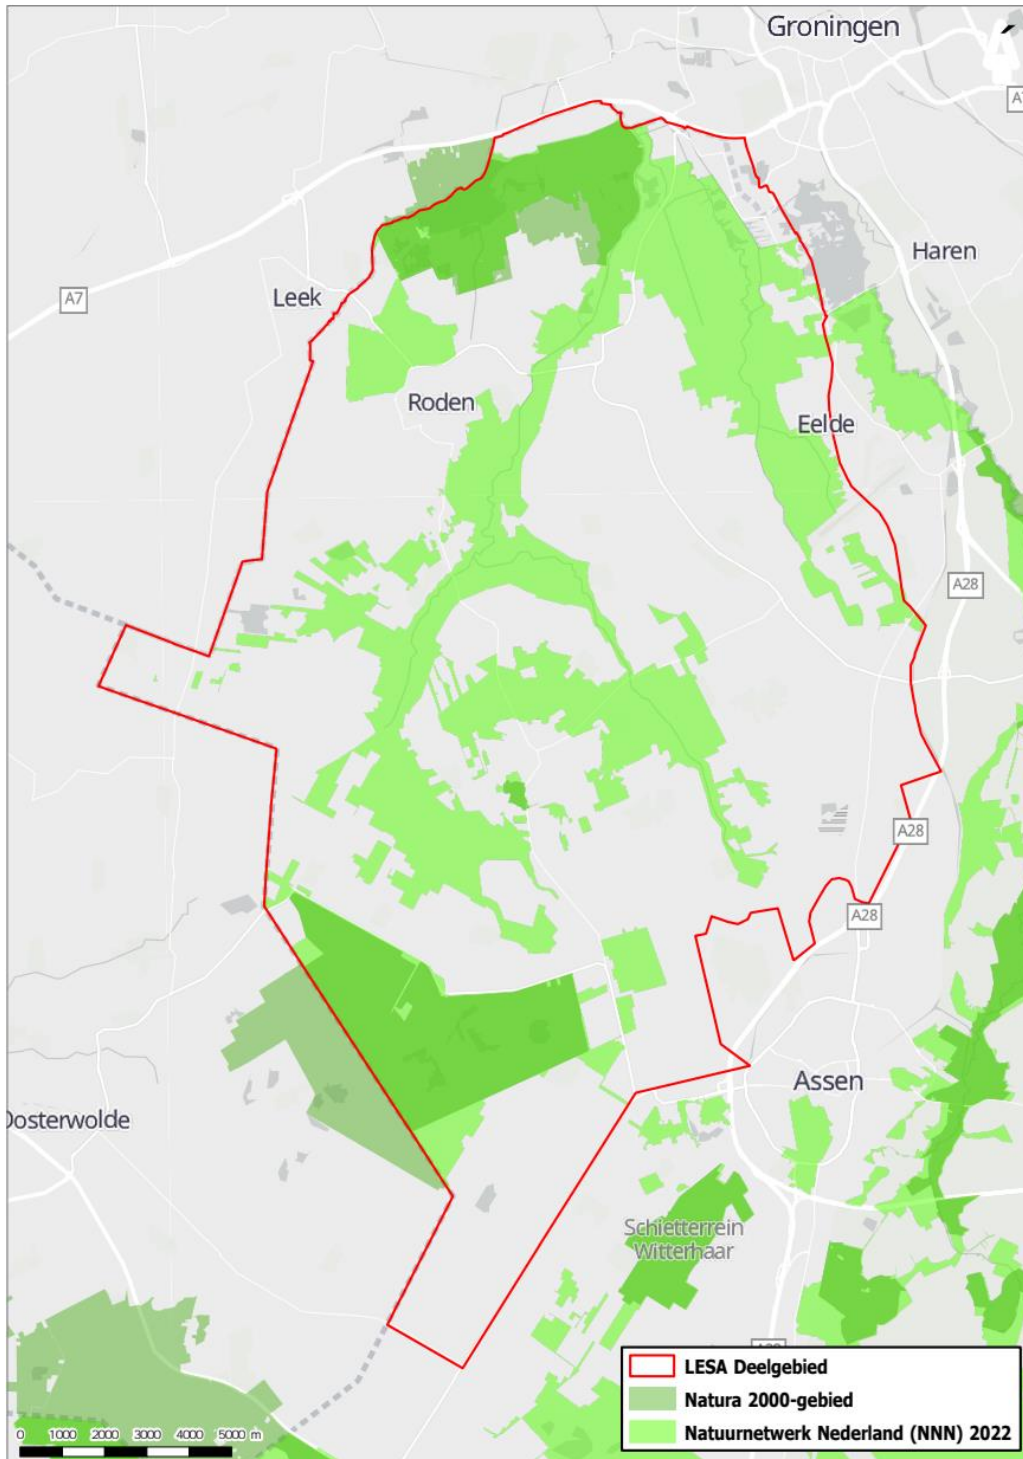 Groningen
A7
Haren
A7
Leek
Roden
Eelde
A28
A28
A28
Assen
Oosterwolde
Schietterrein
Witterhaar
LESA Deelgebied
Natura 2000-gebied
Natuurnetwerk Nederland (NNN) 2022
0 1000 2000 3000 4000 5000 m